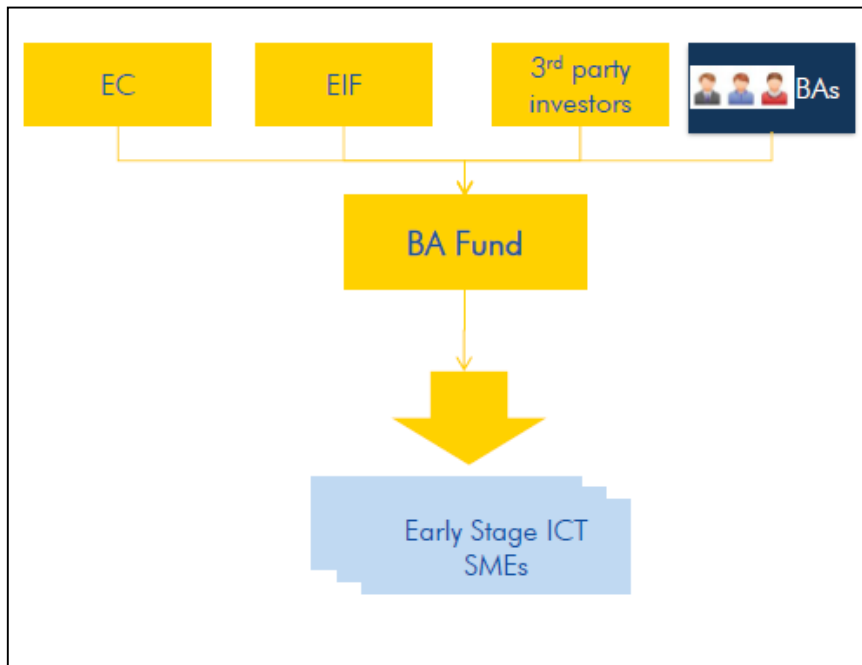 EC
EIF
3rd party
investors
BAs
BA Fund
Early Stage ICT
SMEs